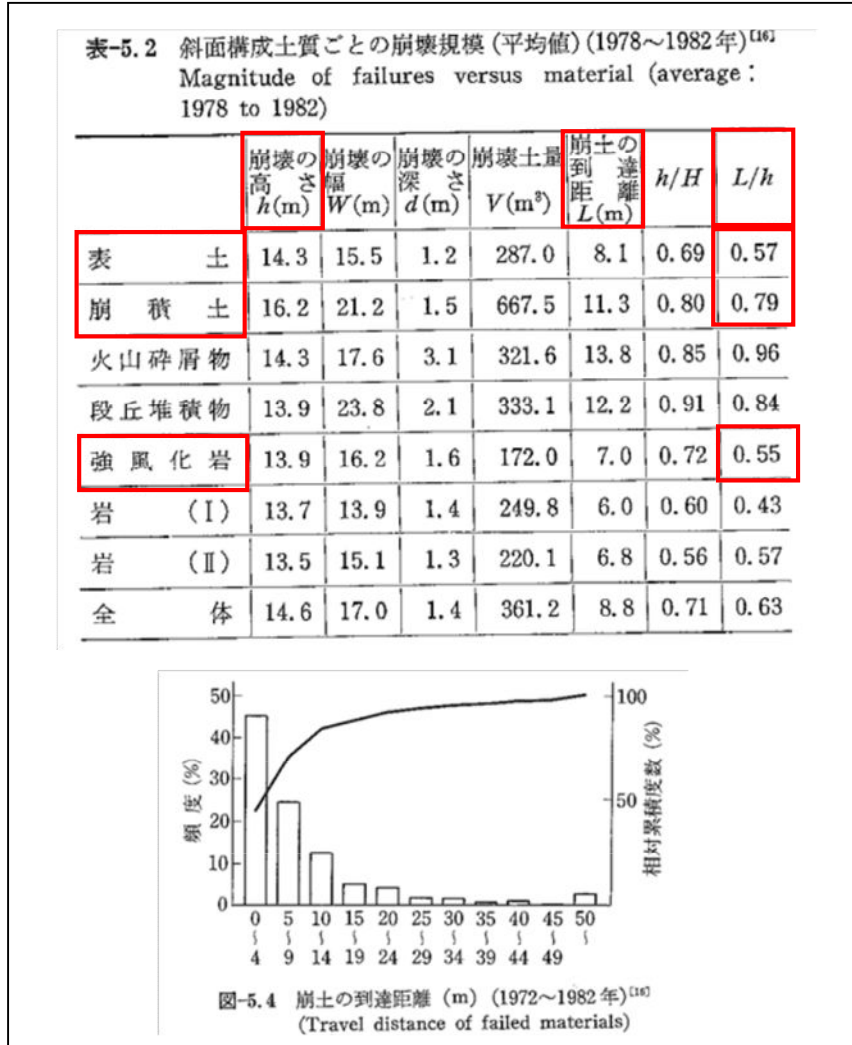 表-5.2 斜面構成土質ごとの崩壊規模(平均値)(1978～1982年)[16]
Magnitude of failures versus material (average:
1978 to 1982)
崩壊の高さ h(m) 崩壊の幅 W(m) 崩壊の深さ d(m) 崩壊土量 V(m³) 崩土の到達距離 L(m) h/H L/h
表土 14.3 15.5 1.2 287.0 8.1 0.69 0.57
崩積土 16.2 21.2 1.5 667.5 11.3 0.80 0.79
火山砕屑物 14.3 17.6 3.1 321.6 13.8 0.85 0.96
段丘堆積物 13.9 23.8 2.1 333.1 12.2 0.91 0.84
強風化岩 13.9 16.2 1.6 172.0 7.0 0.72 0.55
岩(Ⅰ) 13.7 13.9 1.4 249.8 6.0 0.60 0.43
岩(Ⅱ) 13.5 15.1 1.3 220.1 6.8 0.56 0.57
全体 14.6 17.0 1.4 361.2 8.8 0.71 0.63
頻度(%)
50
40
30
20
10
0
100
50
相対累積度数(%)
0 5 10 15 20 25 30 35 40 45 50
～ ～ ～ ～ ～ ～ ～ ～ ～ ～ ～
4 9 14 19 24 29 34 39 44 49
図-5.4 崩土の到達距離(m)(1972～1982年)[16]
(Travel distance of failed materials)